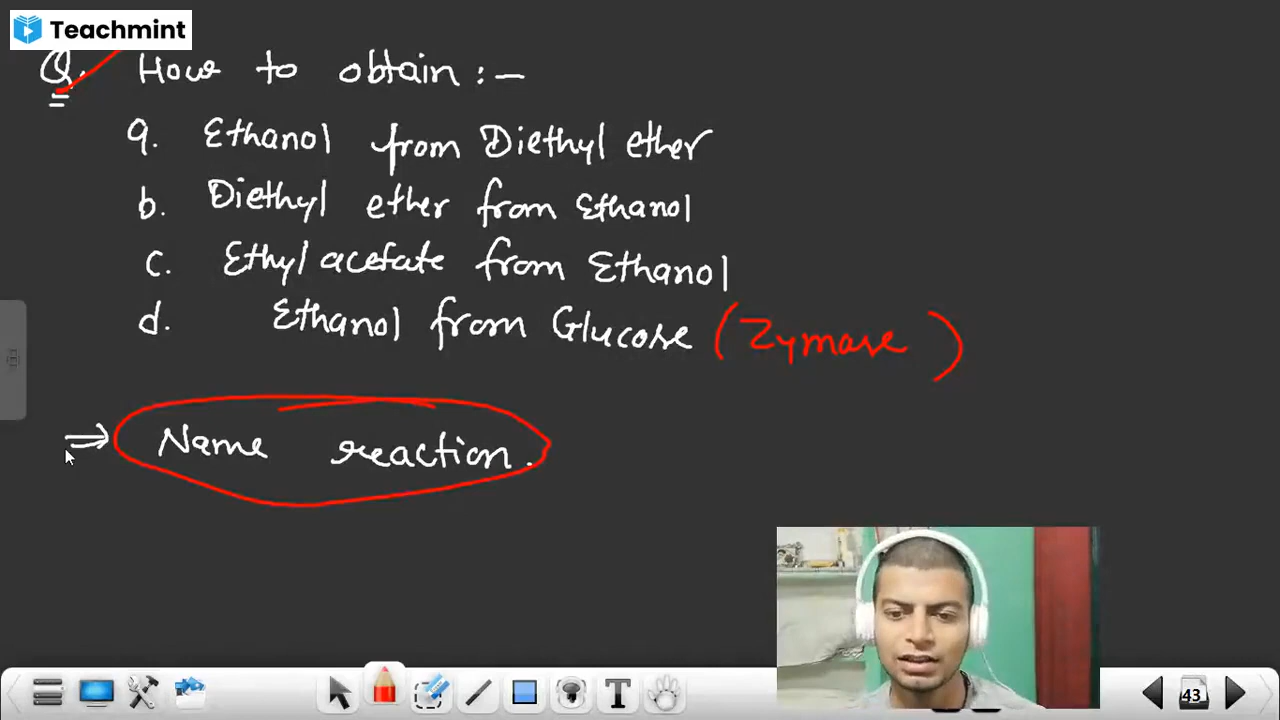 Teachmint
Q. How to obtain :-
a. Ethanol from Diethyl ether
b. Diethyl ether from Ethanol
c. Ethyl acetate from Ethanol
d. Ethanol from Glucose (Zymase)
⇒ Name reaction.
43